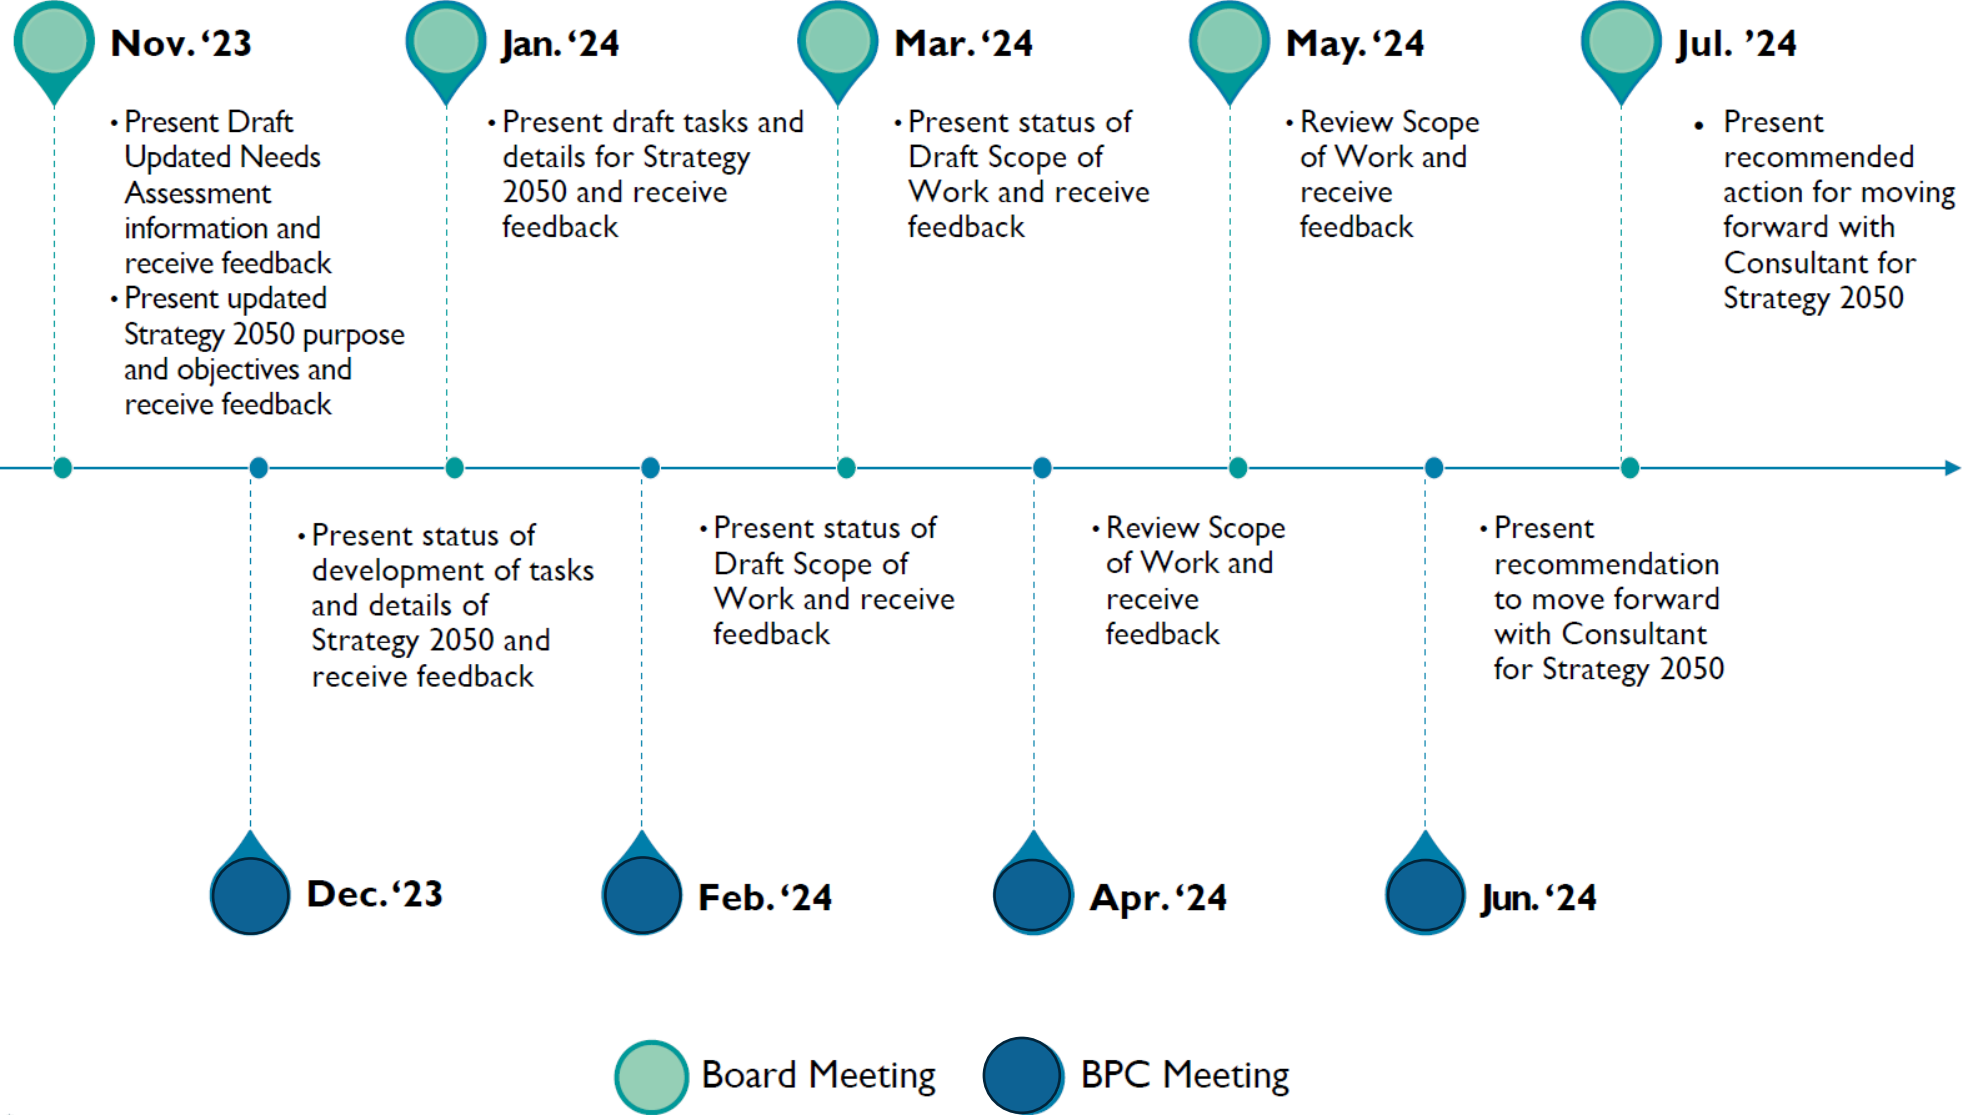 Nov. ‘23
• Present Draft
Updated Needs
Assessment
information and
receive feedback
• Present updated
Strategy 2050 purpose
and objectives and
receive feedback
Jan. ‘24
• Present draft tasks and
details for Strategy
2050 and receive
feedback
Mar. ‘24
• Present status of
Draft Scope of
Work and receive
feedback
May. ‘24
• Review Scope
of Work and
receive
feedback
Jul. ’24
• Present
recommended
action for moving
forward with
Consultant for
Strategy 2050
• Present status of
development of tasks
and details of
Strategy 2050 and
receive feedback
Dec. ‘23
• Present status of
Draft Scope of
Work and receive
feedback
Feb. ‘24
• Review Scope
of Work and
receive
feedback
Apr. ‘24
• Present
recommendation
to move forward
with Consultant
for Strategy 2050
Jun. ‘24
Board Meeting
BPC Meeting